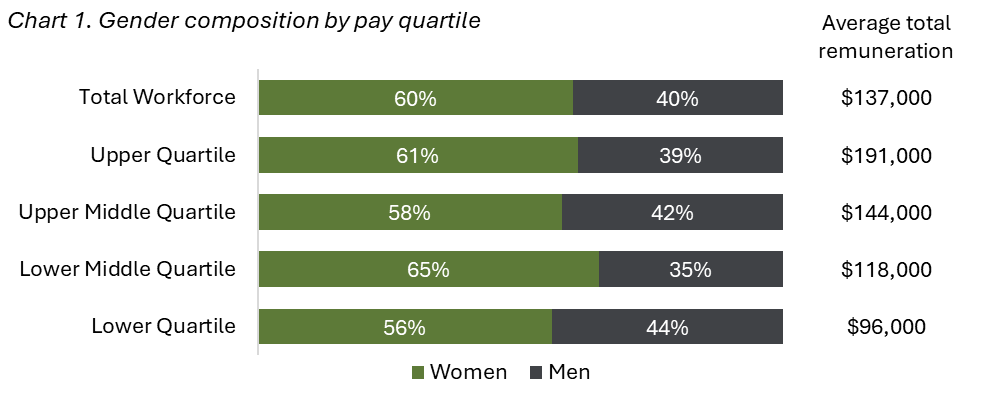 Chart 1. Gender composition by pay quartile
Average total
remuneration
Total Workforce 60% 40% $137,000
Upper Quartile 61% 39% $191,000
Upper Middle Quartile 58% 42% $144,000
Lower Middle Quartile 65% 35% $118,000
Lower Quartile 56% 44% $96,000
Women Men